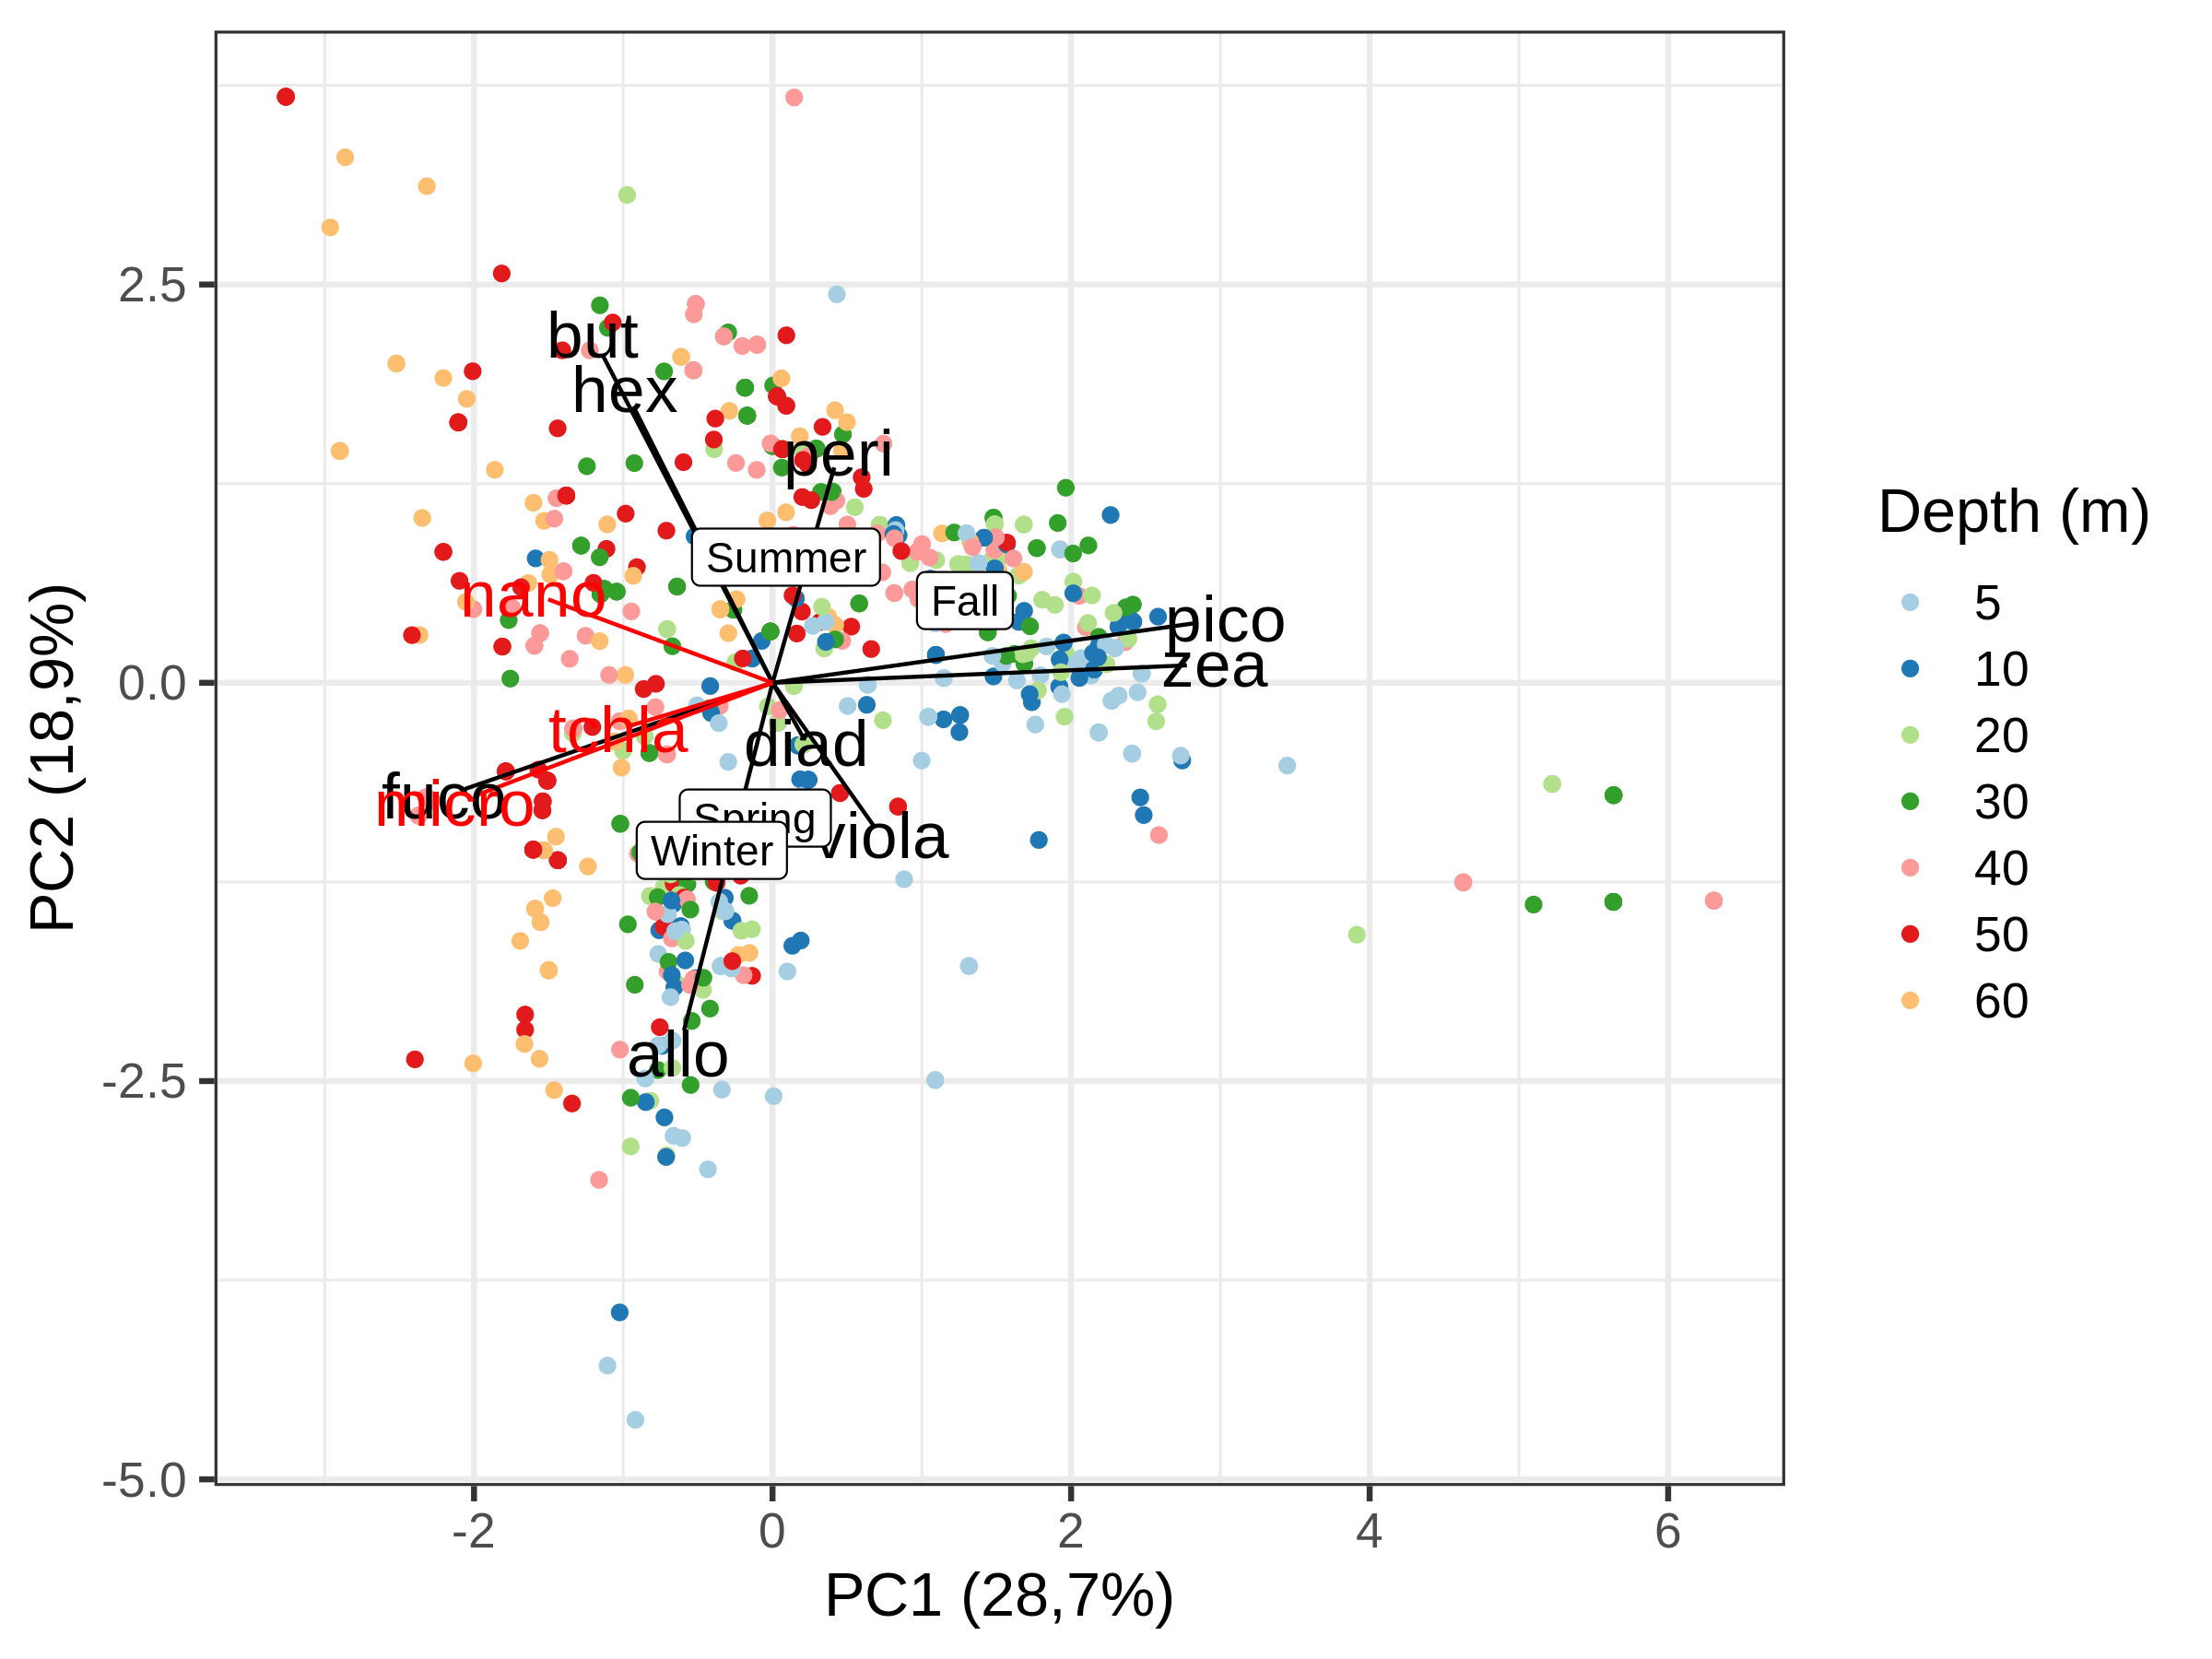 but
hex
peri
Summer
Fall
nano
pico
zea
tchla
diad
fuco
micro
Spring
viola
Winter
allo
2.5
0.0
-2.5
-5.0
-2
0
2
4
6
PC1 (28,7%)
PC2 (18,9%)
Depth (m)
5
10
20
30
40
50
60